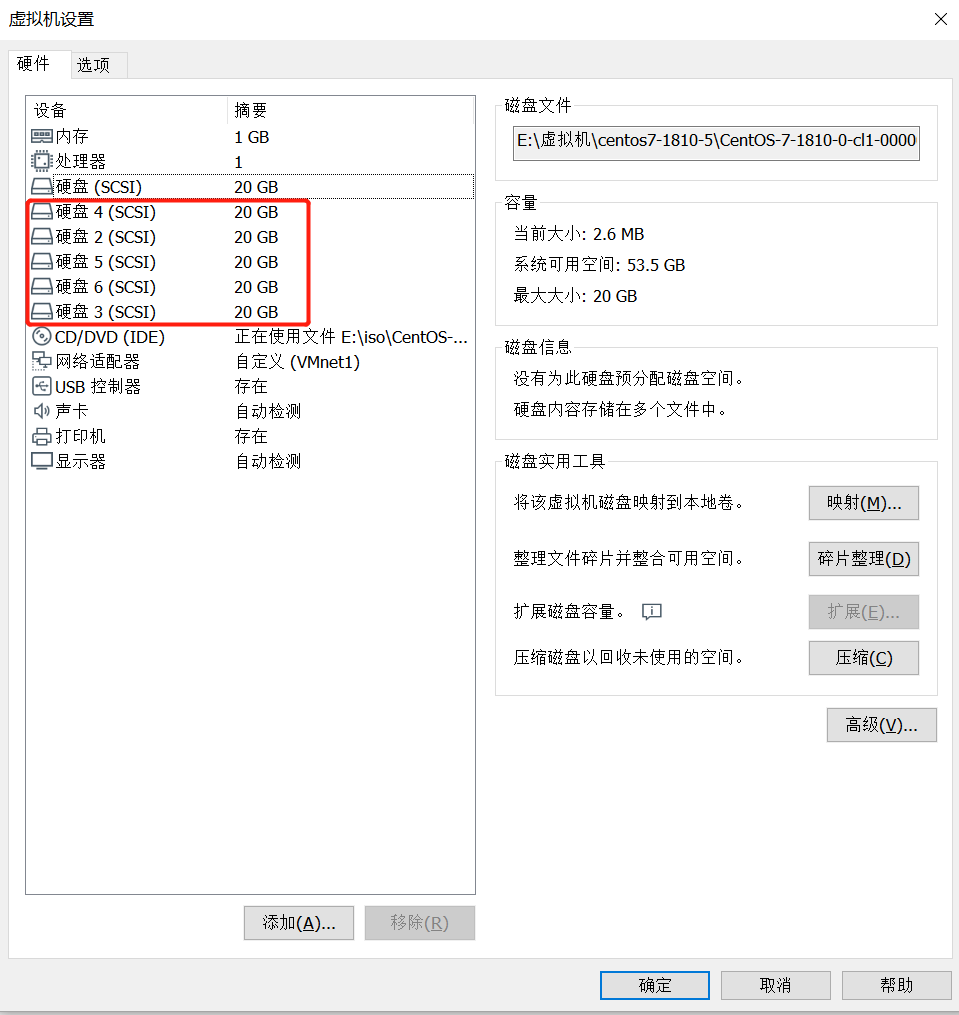 虚拟机设置
硬件
选项
设备 摘要
内存 1 GB
处理器 1
硬盘 (SCSI) 20 GB
硬盘 4 (SCSI) 20 GB
硬盘 2 (SCSI) 20 GB
硬盘 5 (SCSI) 20 GB
硬盘 6 (SCSI) 20 GB
硬盘 3 (SCSI) 20 GB
CD/DVD (IDE) 正在使用文件 E:\iso\CentOS-...
网络适配器 自定义 (VMnet1)
USB 控制器 存在
声卡 自动检测
打印机 存在
显示器 自动检测
添加(A)...
移除(R)
磁盘文件
E:\虚拟机\centos7-1810-5\CentOS-7-1810-0-cl1-0000
容量
当前大小: 2.6 MB
系统可用空间: 53.5 GB
最大大小: 20 GB
磁盘信息
没有为此硬盘预分配磁盘空间。
硬盘内容存储在多个文件中。
磁盘实用工具
将该虚拟机磁盘映射到本地卷。 映射(M)...
整理文件碎片并整合可用空间。 碎片整理(D)
扩展磁盘容量。 扩展(E)...
压缩磁盘以回收未使用的空间。 压缩(C)
高级(V)...
确定
取消
帮助